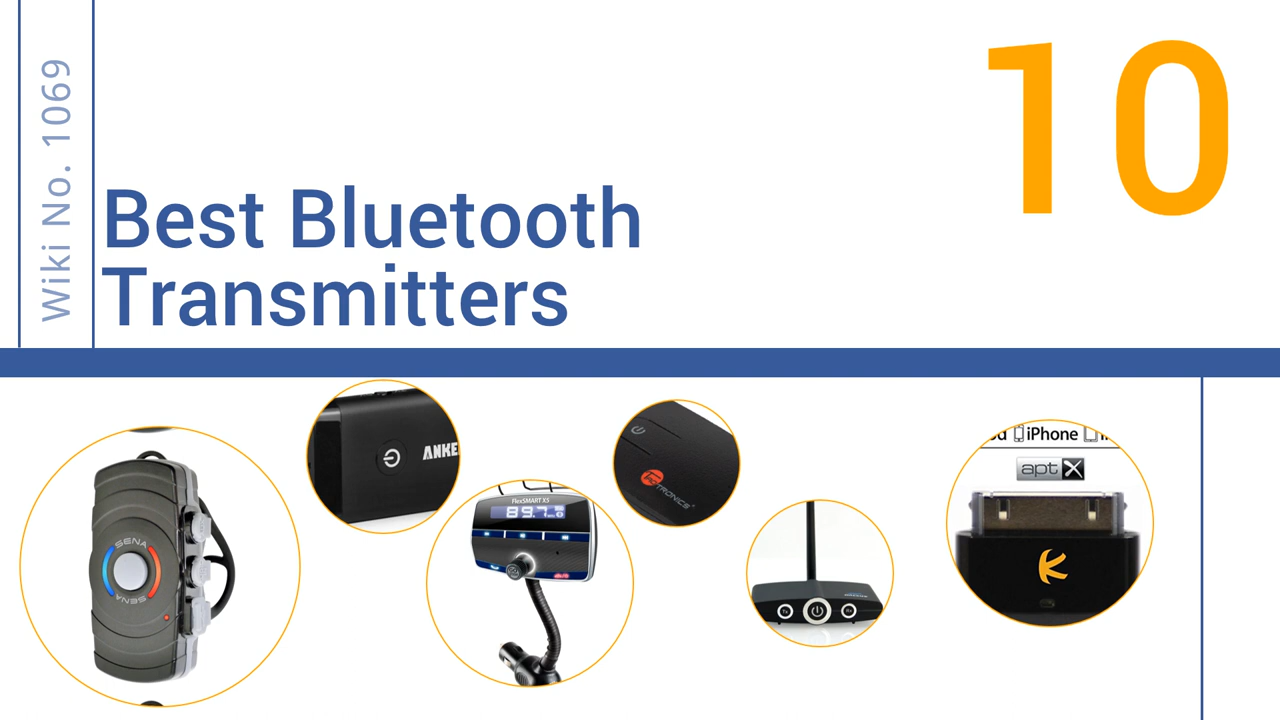 Wiki No. 1069
10
Best Bluetooth
Transmitters
SENA
SENA
ANKE
FlexSMART X5
89.7
TRONICS
iPhone
aptX